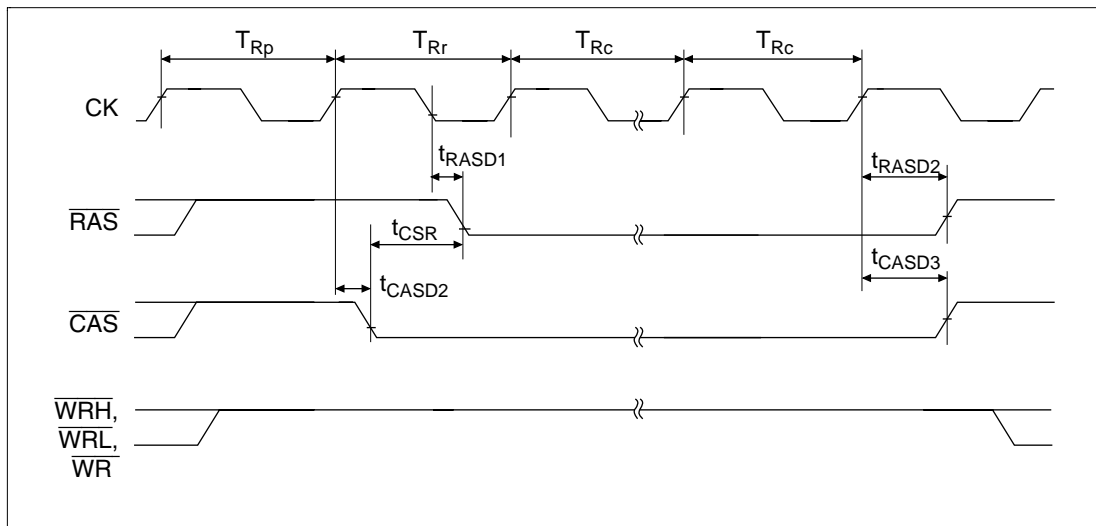 TRp TRr TRc TRc
CK
tRASD1 tRASD2
RAS
tCSR
tCASD3
tCASD2
CAS
WRH,
WRL,
WR